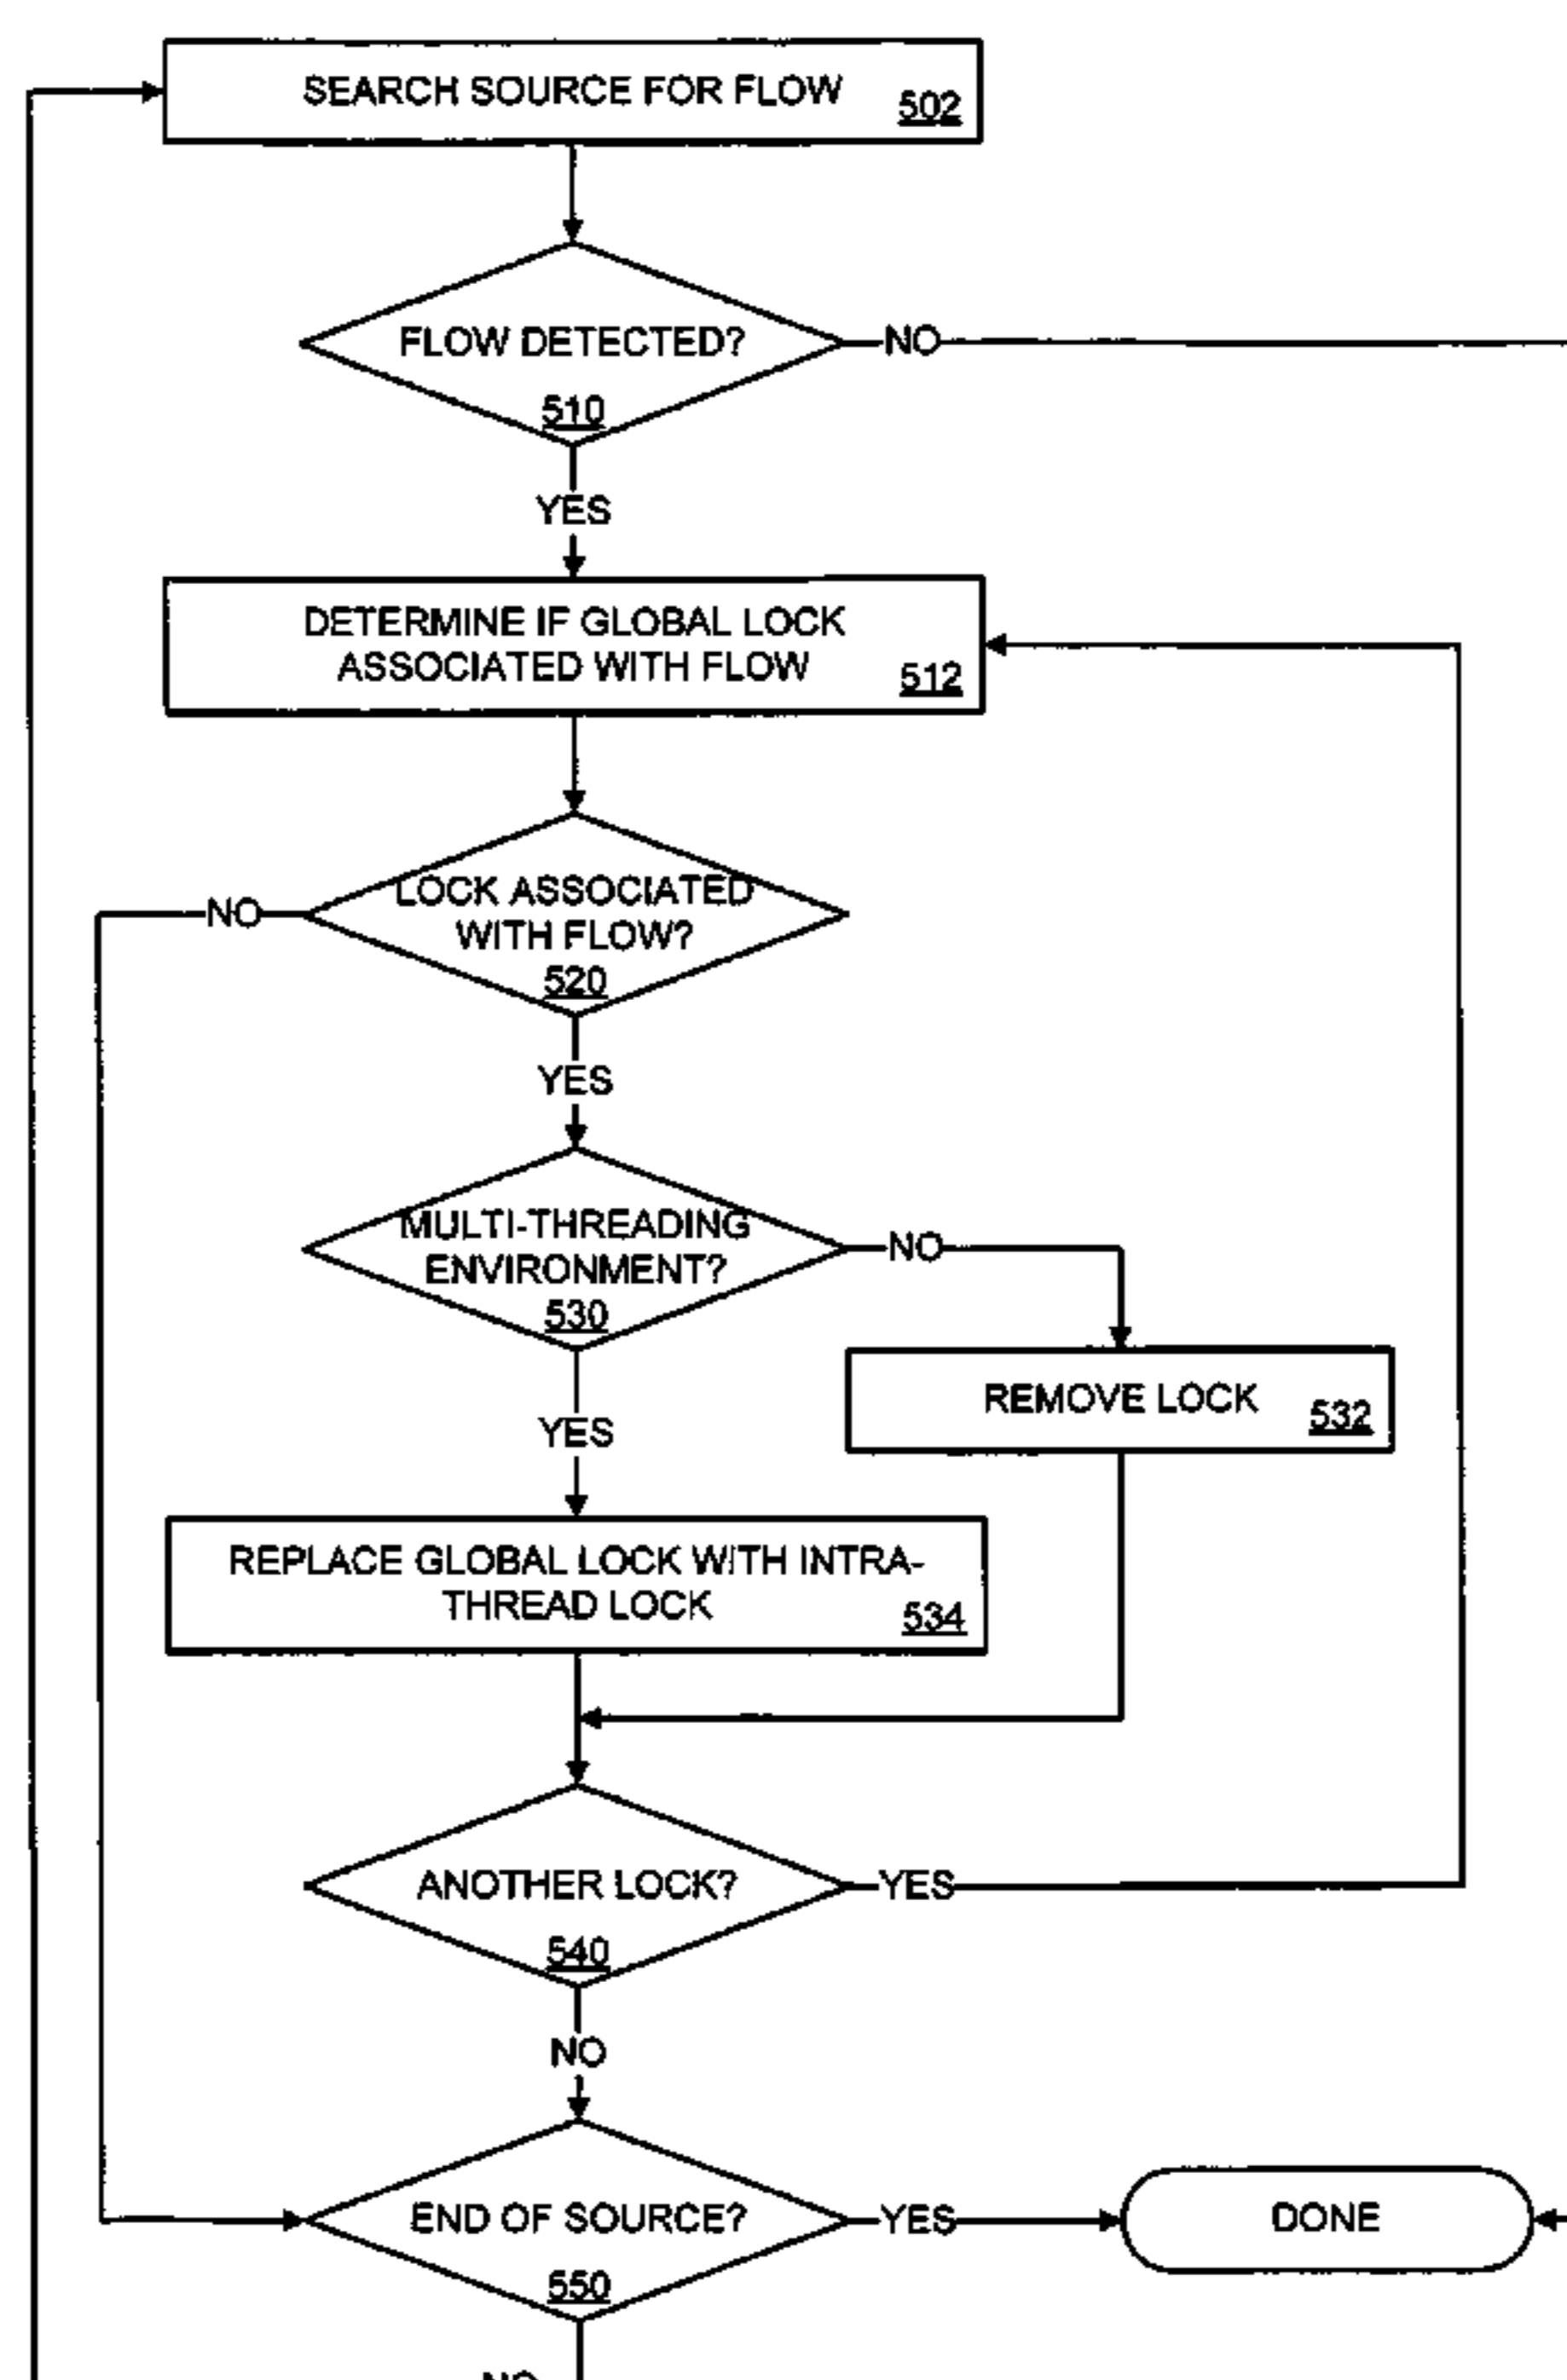 SEARCH SOURCE FOR FLOW
502
FLOW DETECTED?
510
NO
YES
DETERMINE IF GLOBAL LOCK
ASSOCIATED WITH FLOW
512
LOCK ASSOCIATED
WITH FLOW?
520
NO
YES
MULTI-THREADING
ENVIRONMENT?
530
NO
REMOVE LOCK
532
YES
REPLACE GLOBAL LOCK WITH INTRA-
THREAD LOCK
534
ANOTHER LOCK?
540
YES
NO
END OF SOURCE?
550
YES
DONE
NO